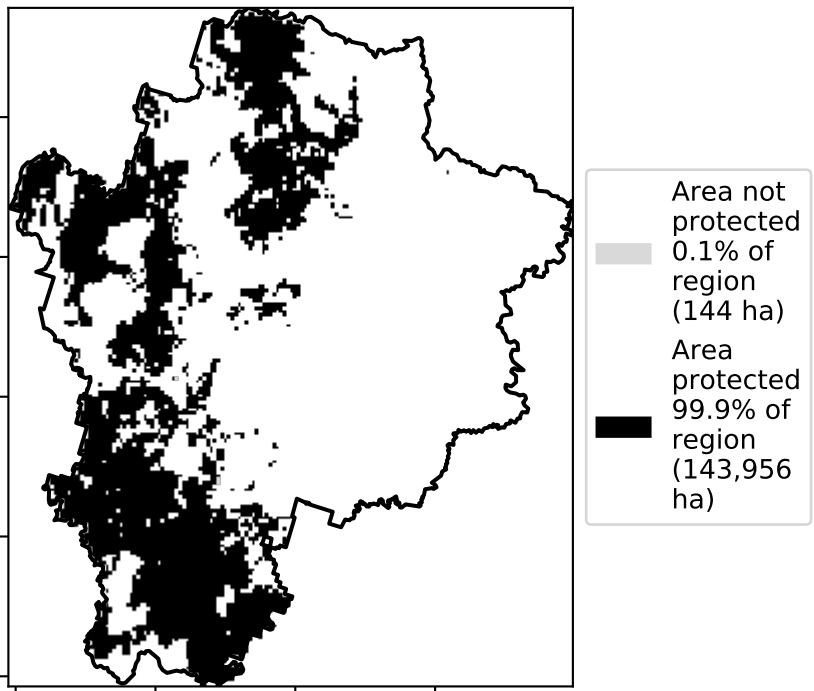 Area not
protected
0.1% of
region
(144 ha)
Area
protected
99.9% of
region
(143,956
ha)